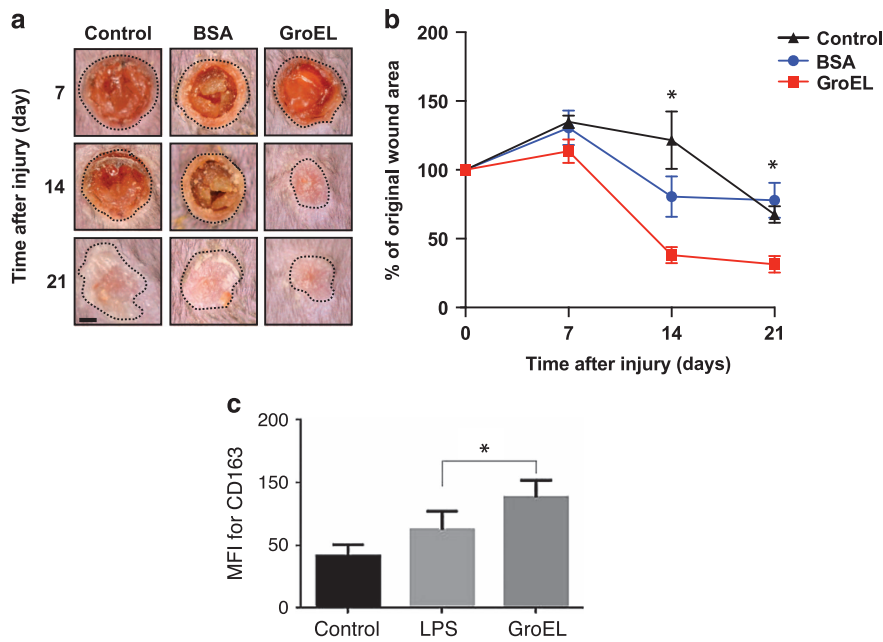 a
Control BSA GroEL
Time after injury (day)
7
14
21
b
% of original wound area
200
150
100
50
0
0 7 14 21
Time after injury (days)
*
*
Control
BSA
GroEL
c
MFI for CD163
200
150
50
0
*
Control LPS GroEL